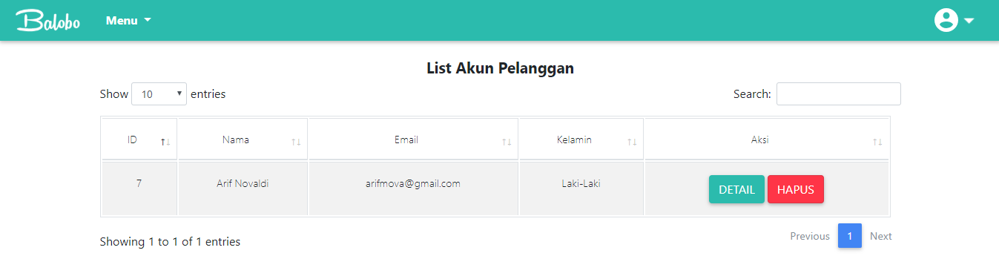 Balobo Menu
List Akun Pelanggan
Show 10 entries Search:
ID Nama Email Kelamin Aksi
7 Arif Novaldi arifmova@gmail.com Laki-Laki DETAIL HAPUS
Showing 1 to 1 of 1 entries Previous 1 Next